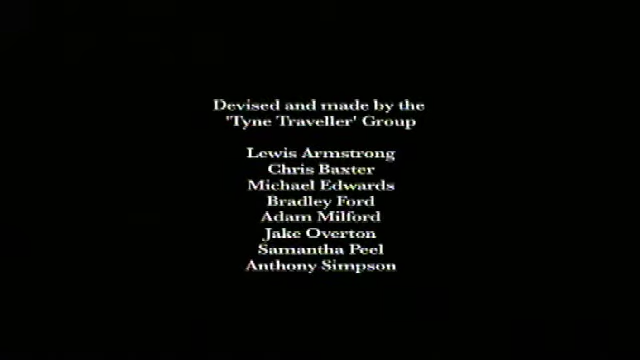 Devised and made by the
'Tyne Traveller' Group
Lewis Armstrong
Chris Baxter
Michael Edwards
Bradley Ford
Adam Milford
Jake Overton
Samantha Peel
Anthony Simpson